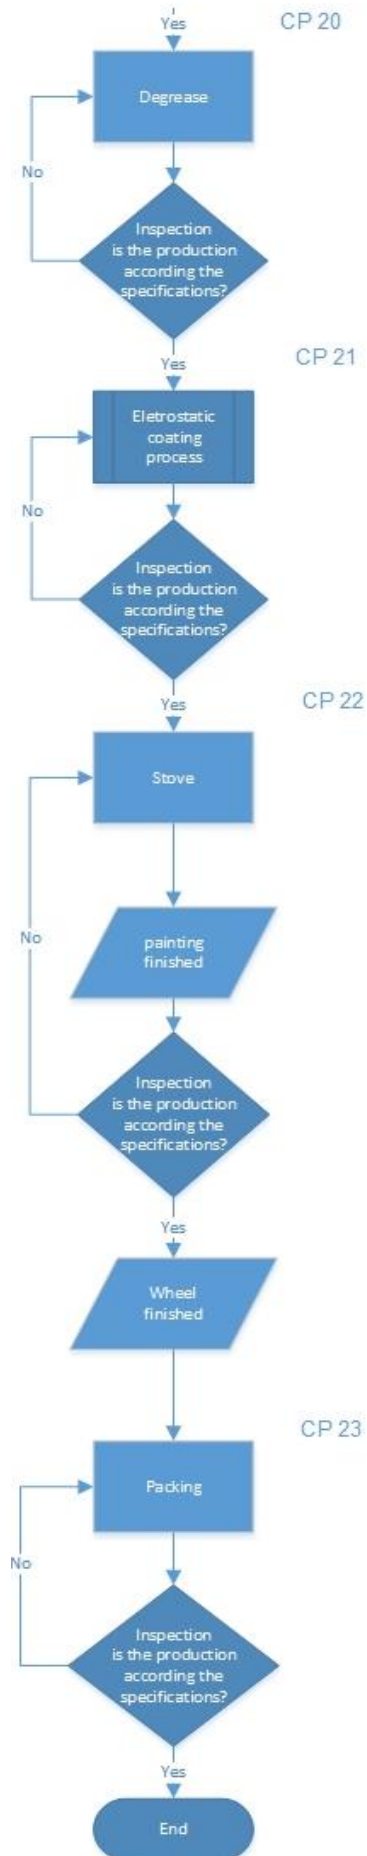 Yes
CP 20
Degrease
No
Inspection
is the production
according the
specifications?
Yes
CP 21
Eletrostatic
coating
process
No
Inspection
is the production
according the
specifications?
Yes
CP 22
Stove
No
painting
finished
Inspection
is the production
according the
specifications?
Yes
Wheel
finished
CP 23
Packing
No
Inspection
is the production
according the
specifications?
Yes
End